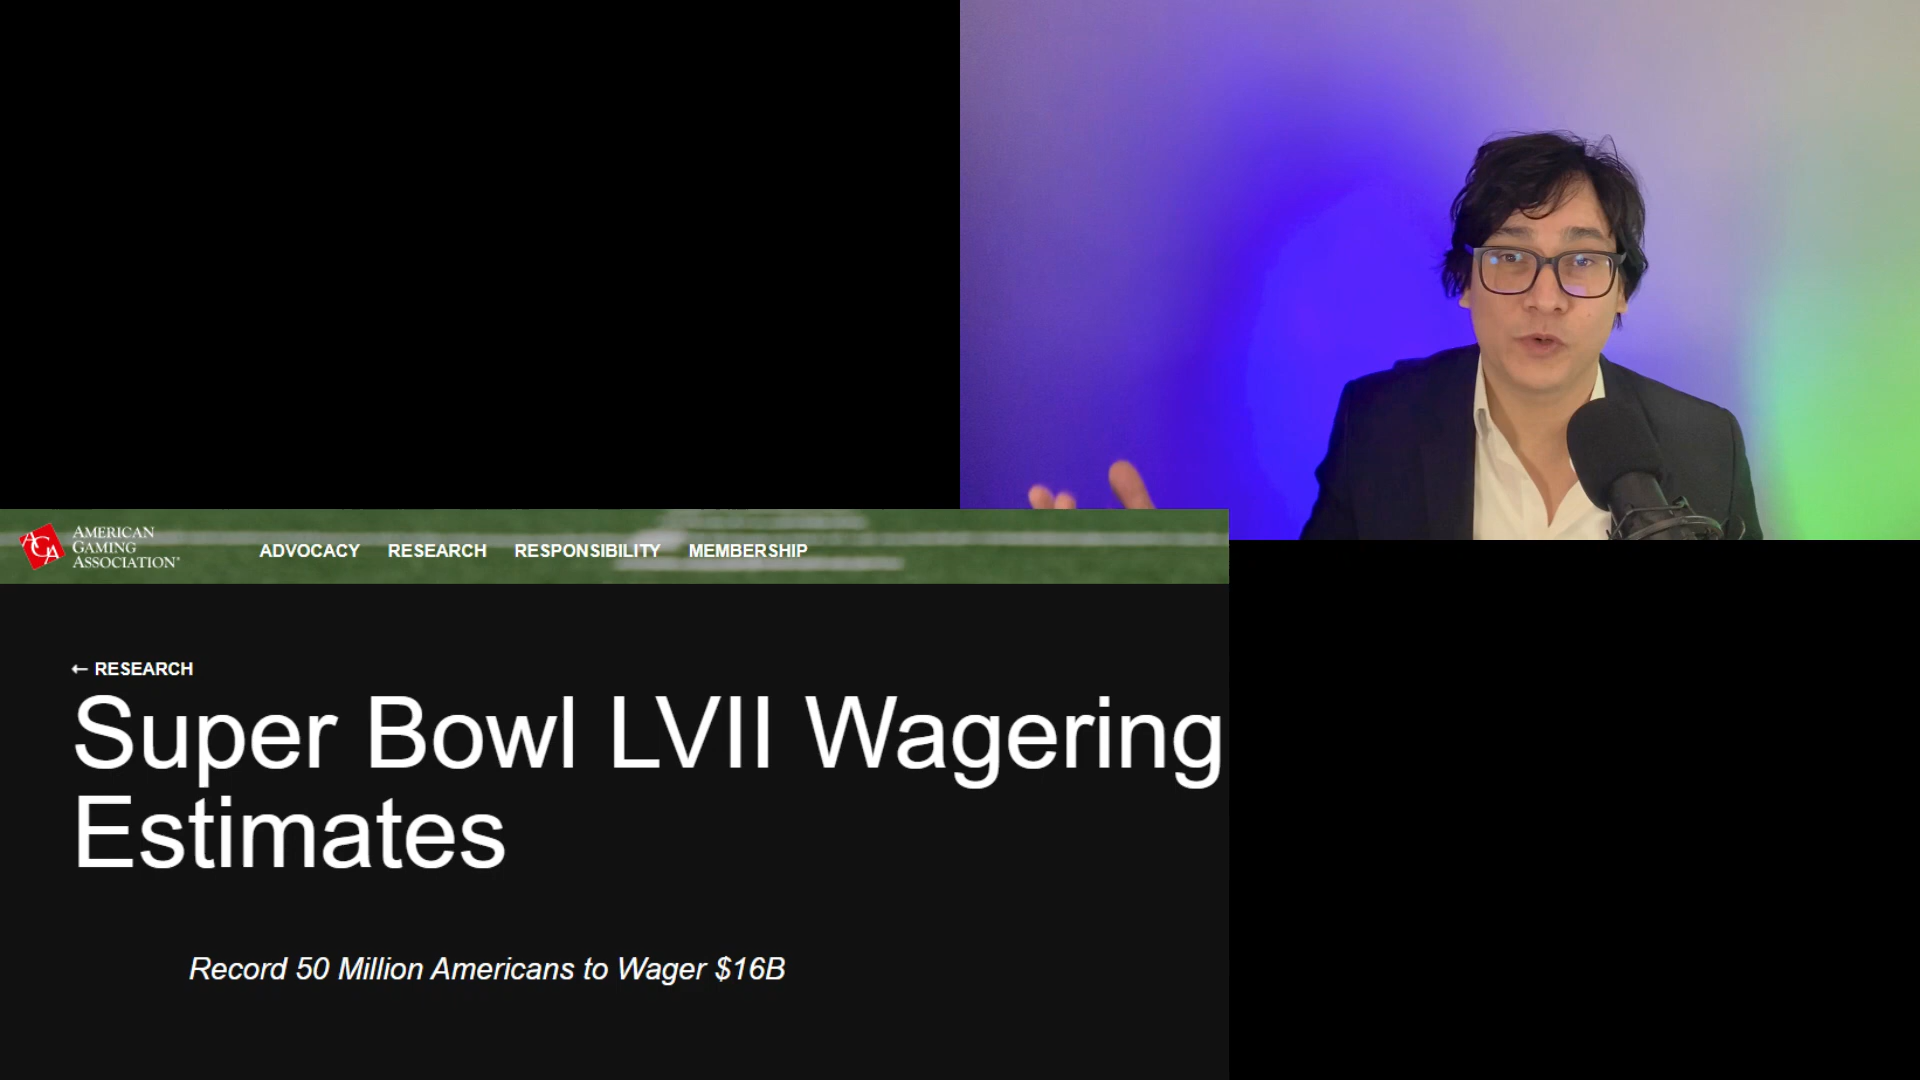 AGA
AMERICAN
GAMING
ASSOCIATION®
ADVOCACY RESEARCH RESPONSIBILITY MEMBERSHIP
← RESEARCH
Super Bowl LVII Wagering
Estimates
Record 50 Million Americans to Wager $16B